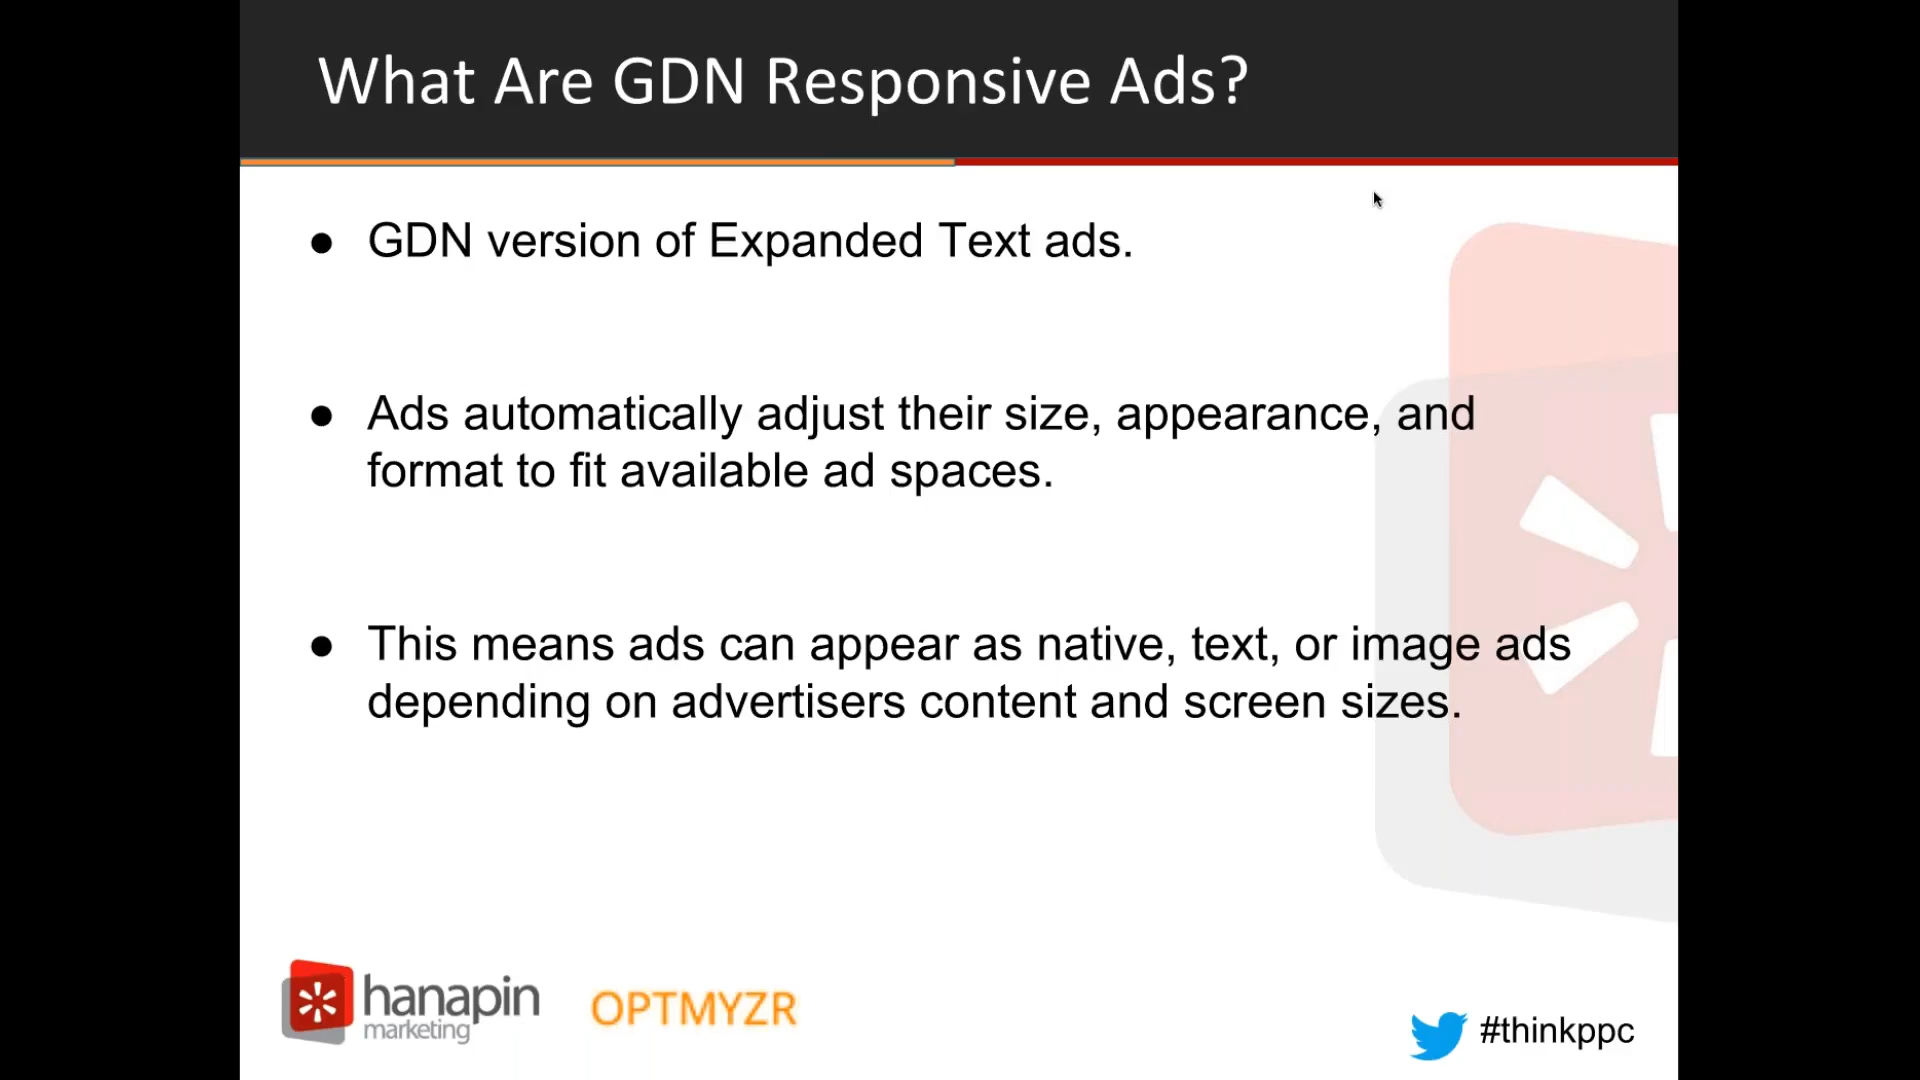 What Are GDN Responsive Ads?
● GDN version of Expanded Text ads.
● Ads automatically adjust their size, appearance, and
format to fit available ad spaces.
● This means ads can appear as native, text, or image ads
depending on advertisers content and screen sizes.
hanapin
marketing
OPTMYZR
#thinkppc